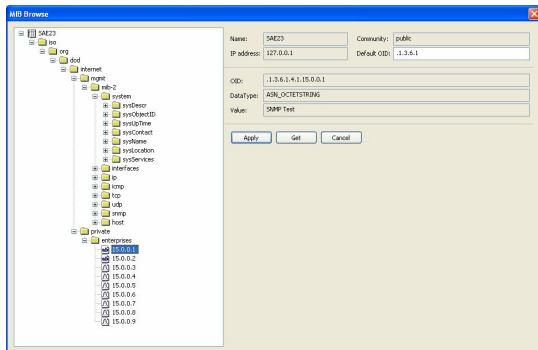 MIB Browse
SAE23
iso
org
dod
internet
mgmt
mib-2
system
sysDescr
sysObjectID
sysUpTime
sysContact
sysName
sysLocation
sysServices
interfaces
ip
icmp
tcp
udp
snmp
host
private
enterprises
15.0.0.1
15.0.0.2
15.0.0.3
15.0.0.4
15.0.0.5
15.0.0.6
15.0.0.7
15.0.0.8
15.0.0.9
Name: SAE23 Community: public
IP address: 127.0.0.1 Default OID: .1.3.6.1
OID: .1.3.6.1.4.1.15.0.0.1
DataType: ASN_OCTETSTRING
Value: SNMP Test
Apply Get Cancel